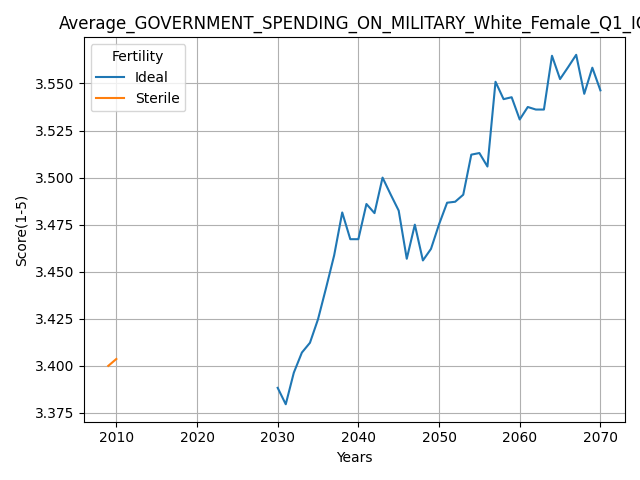 Average_GOVERNMENT_SPENDING_ON_MILITARY_White_Female_Q1_IQ
Fertility
Ideal
Sterile
3.550
3.525
3.500
3.475
3.450
3.425
3.400
3.375
Score(1-5)
2010 2020 2030 2040 2050 2060 2070
Years